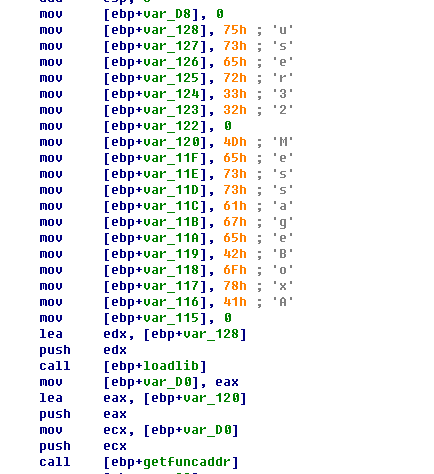 mov [ebp+var_D8], 0
mov [ebp+var_128], 75h ; 'u'
mov [ebp+var_127], 73h ; 's'
mov [ebp+var_126], 65h ; 'e'
mov [ebp+var_125], 72h ; 'r'
mov [ebp+var_124], 33h ; '3'
mov [ebp+var_123], 32h ; '2'
mov [ebp+var_122], 0
mov [ebp+var_120], 4Dh ; 'M'
mov [ebp+var_11F], 65h ; 'e'
mov [ebp+var_11E], 73h ; 's'
mov [ebp+var_11D], 73h ; 's'
mov [ebp+var_11C], 61h ; 'a'
mov [ebp+var_11B], 67h ; 'g'
mov [ebp+var_11A], 65h ; 'e'
mov [ebp+var_119], 42h ; 'B'
mov [ebp+var_118], 6Fh ; 'o'
mov [ebp+var_117], 78h ; 'x'
mov [ebp+var_116], 41h ; 'A'
mov [ebp+var_115], 0
lea edx, [ebp+var_128]
push edx
call [ebp+loadlib]
mov [ebp+var_D0], eax
lea eax, [ebp+var_120]
push eax
mov ecx, [ebp+var_D0]
push ecx
call [ebp+getfuncaddr]